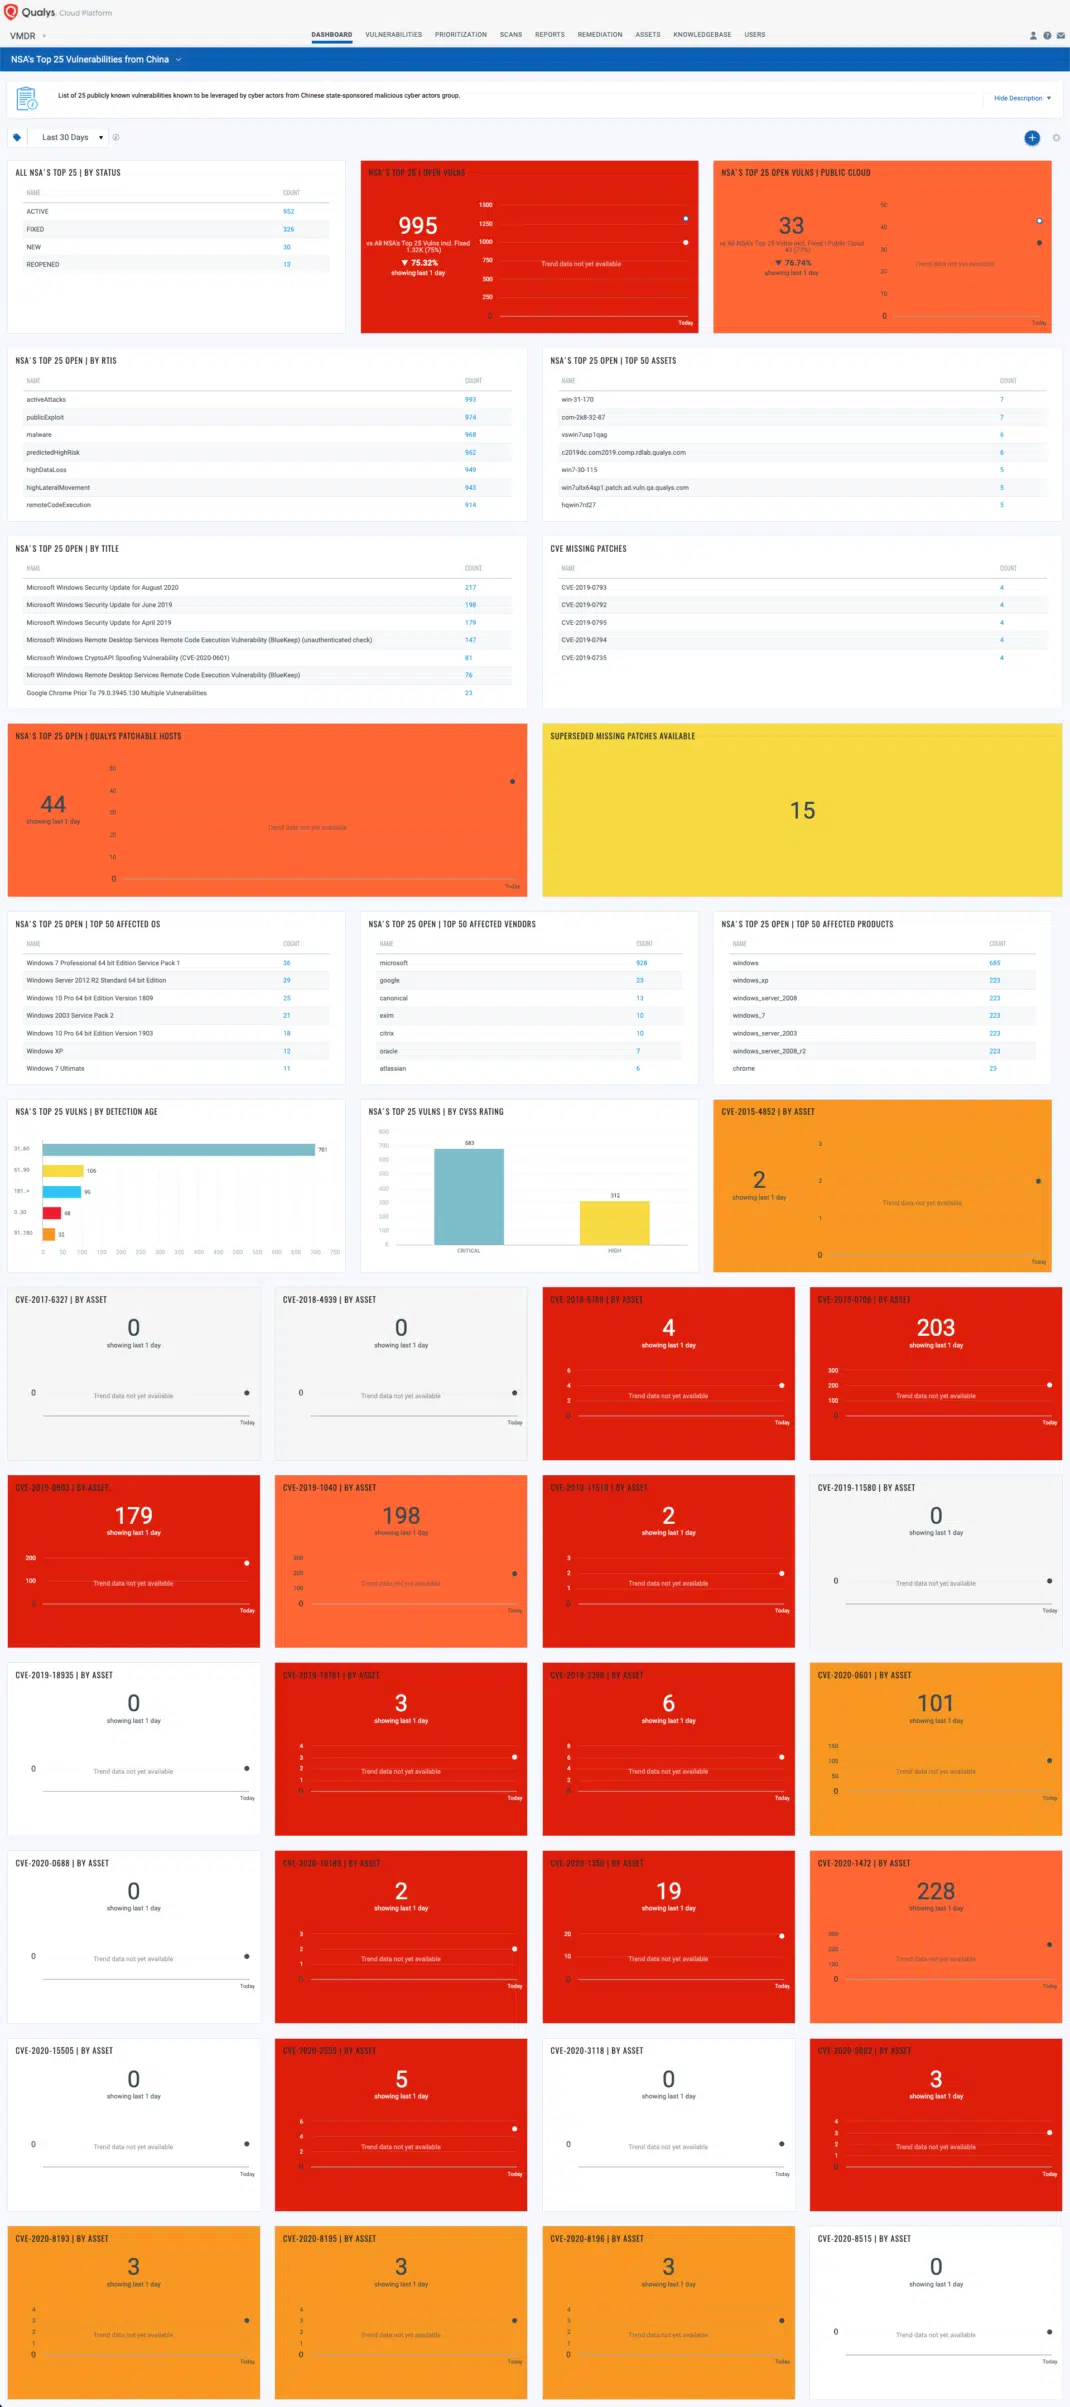 Qualys. Cloud Platform
VMDR
DASHBOARD VULNERABILITIES PRIORITIZATION SCANS REPORTS REMEDIATION ASSETS KNOWLEDGEBASE USERS
NSA's Top 25 Vulnerabilities from China
List of 25 publicly known vulnerabilities known to be leveraged by cyber actors from Chinese state-sponsored malicious cyber actors group.
Hide Description
Last 30 Days
ALL NSA'S TOP 25 | BY STATUS
NAME COUNT
ACTIVE 952
FIXED 326
NEW 30
REOPENED 13
NSA'S TOP 25 | OPEN VULNS
995
vs All NSA's Top 25 Vulns incl. Fixed
1.32K (75%)
▼ 75.32%
showing last 1 day
1500
1250
1000
750
500
250
0
Trend data not yet available
Today
NSA'S TOP 25 OPEN VULNS | PUBLIC CLOUD
33
vs All NSA's Top 25 Vulns incl. Fixed | Public Cloud
43 (77%)
▼ 76.74%
showing last 1 day
50
40
30
20
10
0
Trend data not yet available
Today
NSA'S TOP 25 OPEN | BY RTIS
NAME COUNT
activeAttacks 993
publicExploit 974
malware 968
predictedHighRisk 962
highDataLoss 949
highLateralMovement 943
remoteCodeExecution 914
NSA'S TOP 25 OPEN | TOP 50 ASSETS
NAME COUNT
win-31-170 7
com-2k8-32-87 7
vswin7usp1qag 6
c2019dc.com2019.comp.rdlab.qualys.com 6
win7-30-115 5
win7ultx64sp1.patch.ad.vuln.qa.qualys.com 5
hqwin7rd27 5
NSA'S TOP 25 OPEN | BY TITLE
NAME COUNT
Microsoft Windows Security Update for August 2020 217
Microsoft Windows Security Update for June 2019 198
Microsoft Windows Security Update for April 2019 179
Microsoft Windows Remote Desktop Services Remote Code Execution Vulnerability (BlueKeep) (unauthenticated check) 147
Microsoft Windows CryptoAPI Spoofing Vulnerability (CVE-2020-0601) 81
Microsoft Windows Remote Desktop Services Remote Code Execution Vulnerability (BlueKeep) 76
Google Chrome Prior To 79.0.3945.130 Multiple Vulnerabilities 23
CVE MISSING PATCHES
NAME COUNT
CVE-2019-0793 4
CVE-2019-0792 4
CVE-2019-0795 4
CVE-2019-0794 4
CVE-2019-0735 4
NSA'S TOP 25 OPEN | QUALYS PATCHABLE HOSTS
44
showing last 1 day
50
40
30
20
10
0
Trend data not yet available
Today
SUPERSEDED MISSING PATCHES AVAILABLE
15
NSA'S TOP 25 OPEN | TOP 50 AFFECTED OS
NAME COUNT
Windows 7 Professional 64 bit Edition Service Pack 1 36
Windows Server 2012 R2 Standard 64 bit Edition 29
Windows 10 Pro 64 bit Edition Version 1809 25
Windows 2003 Service Pack 2 21
Windows 10 Pro 64 bit Edition Version 1903 18
Windows XP 12
Windows 7 Ultimate 11
NSA'S TOP 25 OPEN | TOP 50 AFFECTED VENDORS
NAME COUNT
microsoft 928
google 23
canonical 13
exim 10
citrix 10
oracle 7
atlassian 6
NSA'S TOP 25 OPEN | TOP 50 AFFECTED PRODUCTS
NAME COUNT
windows 685
windows_xp 223
windows_server_2008 223
windows_7 223
windows_server_2003 223
windows_server_2008_r2 223
chrome 23
NSA'S TOP 25 VULNS | BY DETECTION AGE
31..60 701
61..90 106
181..+ 99
0..30 48
91..180 32
0 50 100 150 200 250 300 350 400 450 500 550 600 650 700 750
NSA'S TOP 25 VULNS | BY CVSS RATING
800
700
600
500
400
300
200
100
0
683
312
CRITICAL HIGH
CVE-2015-4852 | BY ASSET
2
showing last 1 day
3
2
1
0
Trend data not yet available
Today
CVE-2017-6327 | BY ASSET
0
showing last 1 day
0
Trend data not yet available
Today
CVE-2018-4939 | BY ASSET
0
showing last 1 day
0
Trend data not yet available
Today
CVE-2018-6789 | BY ASSET
4
showing last 1 day
6
4
2
0
Trend data not yet available
Today
CVE-2019-0708 | BY ASSET
203
showing last 1 day
300
200
100
0
Trend data not yet available
Today
CVE-2019-0803 | BY ASSET
179
showing last 1 day
200
100
0
Trend data not yet available
Today
CVE-2019-1040 | BY ASSET
198
showing last 1 day
300
200
100
0
Trend data not yet available
Today
CVE-2019-11510 | BY ASSET
2
showing last 1 day
3
2
1
0
Trend data not yet available
Today
CVE-2019-11580 | BY ASSET
0
showing last 1 day
0
Trend data not yet available
Today
CVE-2019-18935 | BY ASSET
0
showing last 1 day
0
Trend data not yet available
Today
CVE-2019-19781 | BY ASSET
3
showing last 1 day
4
3
2
1
0
Trend data not yet available
Today
CVE-2019-3396 | BY ASSET
6
showing last 1 day
8
6
4
2
0
Trend data not yet available
Today
CVE-2020-0601 | BY ASSET
101
showing last 1 day
150
100
50
0
Trend data not yet available
Today
CVE-2020-0688 | BY ASSET
0
showing last 1 day
0
Trend data not yet available
Today
CVE-2020-10189 | BY ASSET
2
showing last 1 day
3
2
1
0
Trend data not yet available
Today
CVE-2020-1350 | BY ASSET
19
showing last 1 day
20
10
0
Trend data not yet available
Today
CVE-2020-1472 | BY ASSET
228
showing last 1 day
300
200
100
0
Trend data not yet available
Today
CVE-2020-15505 | BY ASSET
0
showing last 1 day
0
Trend data not yet available
Today
CVE-2020-2555 | BY ASSET
5
showing last 1 day
6
4
2
0
Trend data not yet available
Today
CVE-2020-3118 | BY ASSET
0
showing last 1 day
0
Trend data not yet available
Today
CVE-2020-5902 | BY ASSET
3
showing last 1 day
4
3
2
1
0
Trend data not yet available
Today
CVE-2020-8193 | BY ASSET
3
showing last 1 day
4
3
2
1
0
Trend data not yet available
Today
CVE-2020-8195 | BY ASSET
3
showing last 1 day
4
3
2
1
0
Trend data not yet available
Today
CVE-2020-8196 | BY ASSET
3
showing last 1 day
4
3
2
1
0
Trend data not yet available
Today
CVE-2020-8515 | BY ASSET
0
showing last 1 day
0
Trend data not yet available
Today